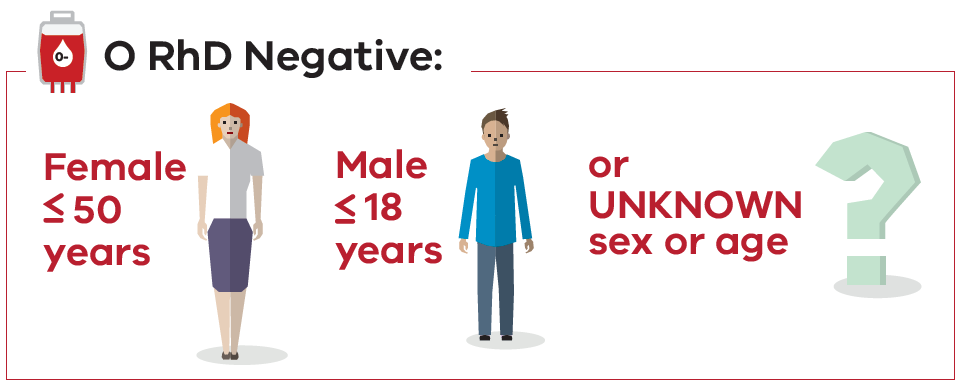 O-
O RhD Negative:
Female
≤ 50
years
Male
≤ 18
years
or
UNKNOWN
sex or age
?